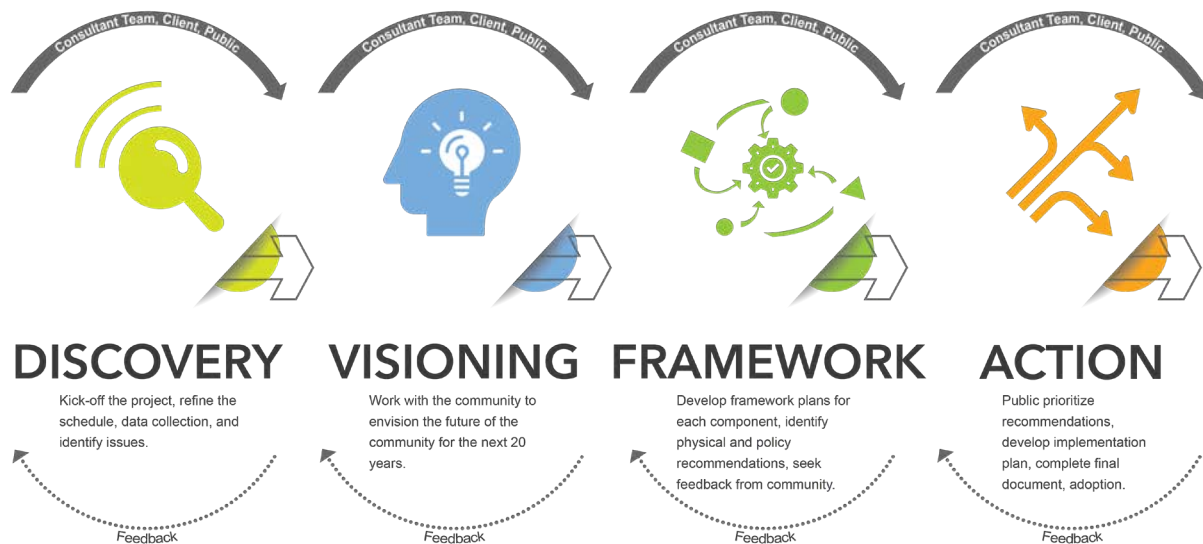 Consultant Team, Client, Public
Consultant Team, Client, Public
Consultant Team, Client, Public
Consultant Team, Client, Public
DISCOVERY
Kick-off the project, refine the
schedule, data collection, and
identify issues.
Feedback
VISIONING
Work with the community to
envision the future of the
community for the next 20
years.
Feedback
FRAMEWORK
Develop framework plans for
each component, identify
physical and policy
recommendations, seek
feedback from community.
Feedback
ACTION
Public prioritize
recommendations,
develop implementation
plan, complete final
document, adoption.
Feedback